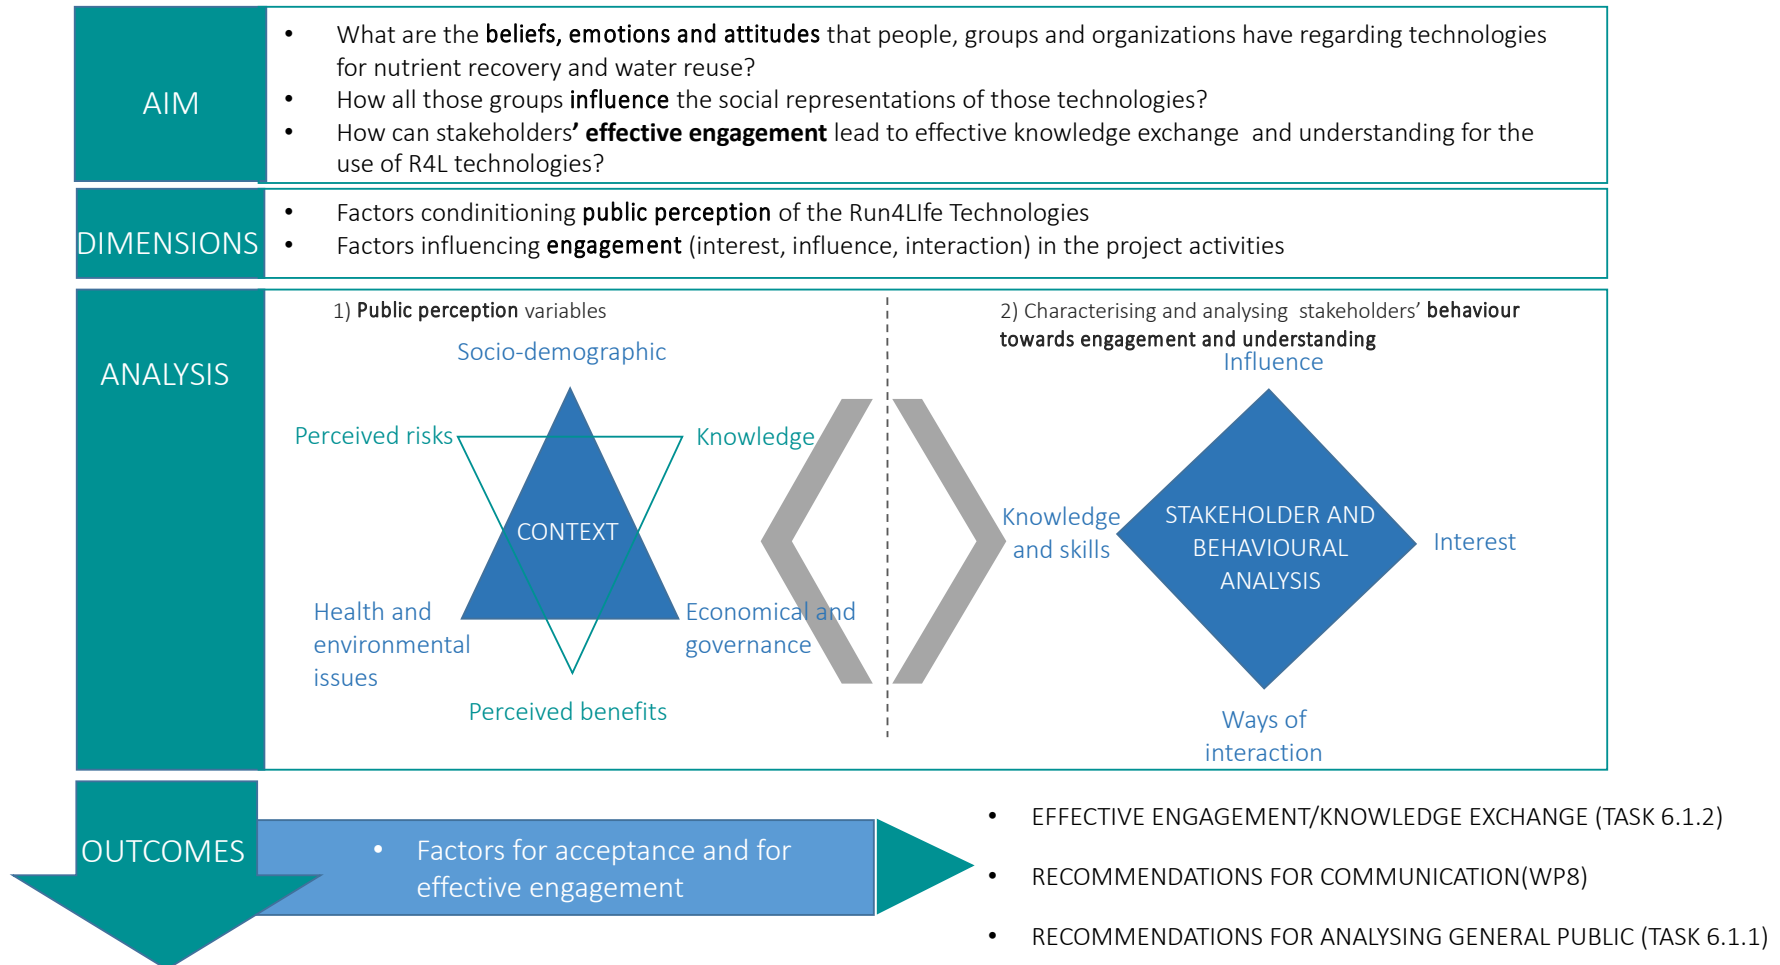 AIM
• What are the beliefs, emotions and attitudes that people, groups and organizations have regarding technologies
for nutrient recovery and water reuse?
• How all those groups influence the social representations of those technologies?
• How can stakeholders’ effective engagement lead to effective knowledge exchange and understanding for the
use of R4L technologies?
DIMENSIONS
• Factors condinitioning public perception of the Run4LIfe Technologies
• Factors influencing engagement (interest, influence, interaction) in the project activities
ANALYSIS
1) Public perception variables
Socio-demographic
Perceived risks
Knowledge
CONTEXT
Health and
environmental
issues
Economical and
governance
Perceived benefits
2) Characterising and analysing stakeholders’ behaviour
towards engagement and understanding
Influence
Knowledge
and skills
STAKEHOLDER AND
BEHAVIOURAL
ANALYSIS
Interest
Ways of
interaction
OUTCOMES
• Factors for acceptance and for
effective engagement
• EFFECTIVE ENGAGEMENT/KNOWLEDGE EXCHANGE (TASK 6.1.2)
• RECOMMENDATIONS FOR COMMUNICATION(WP8)
• RECOMMENDATIONS FOR ANALYSING GENERAL PUBLIC (TASK 6.1.1)